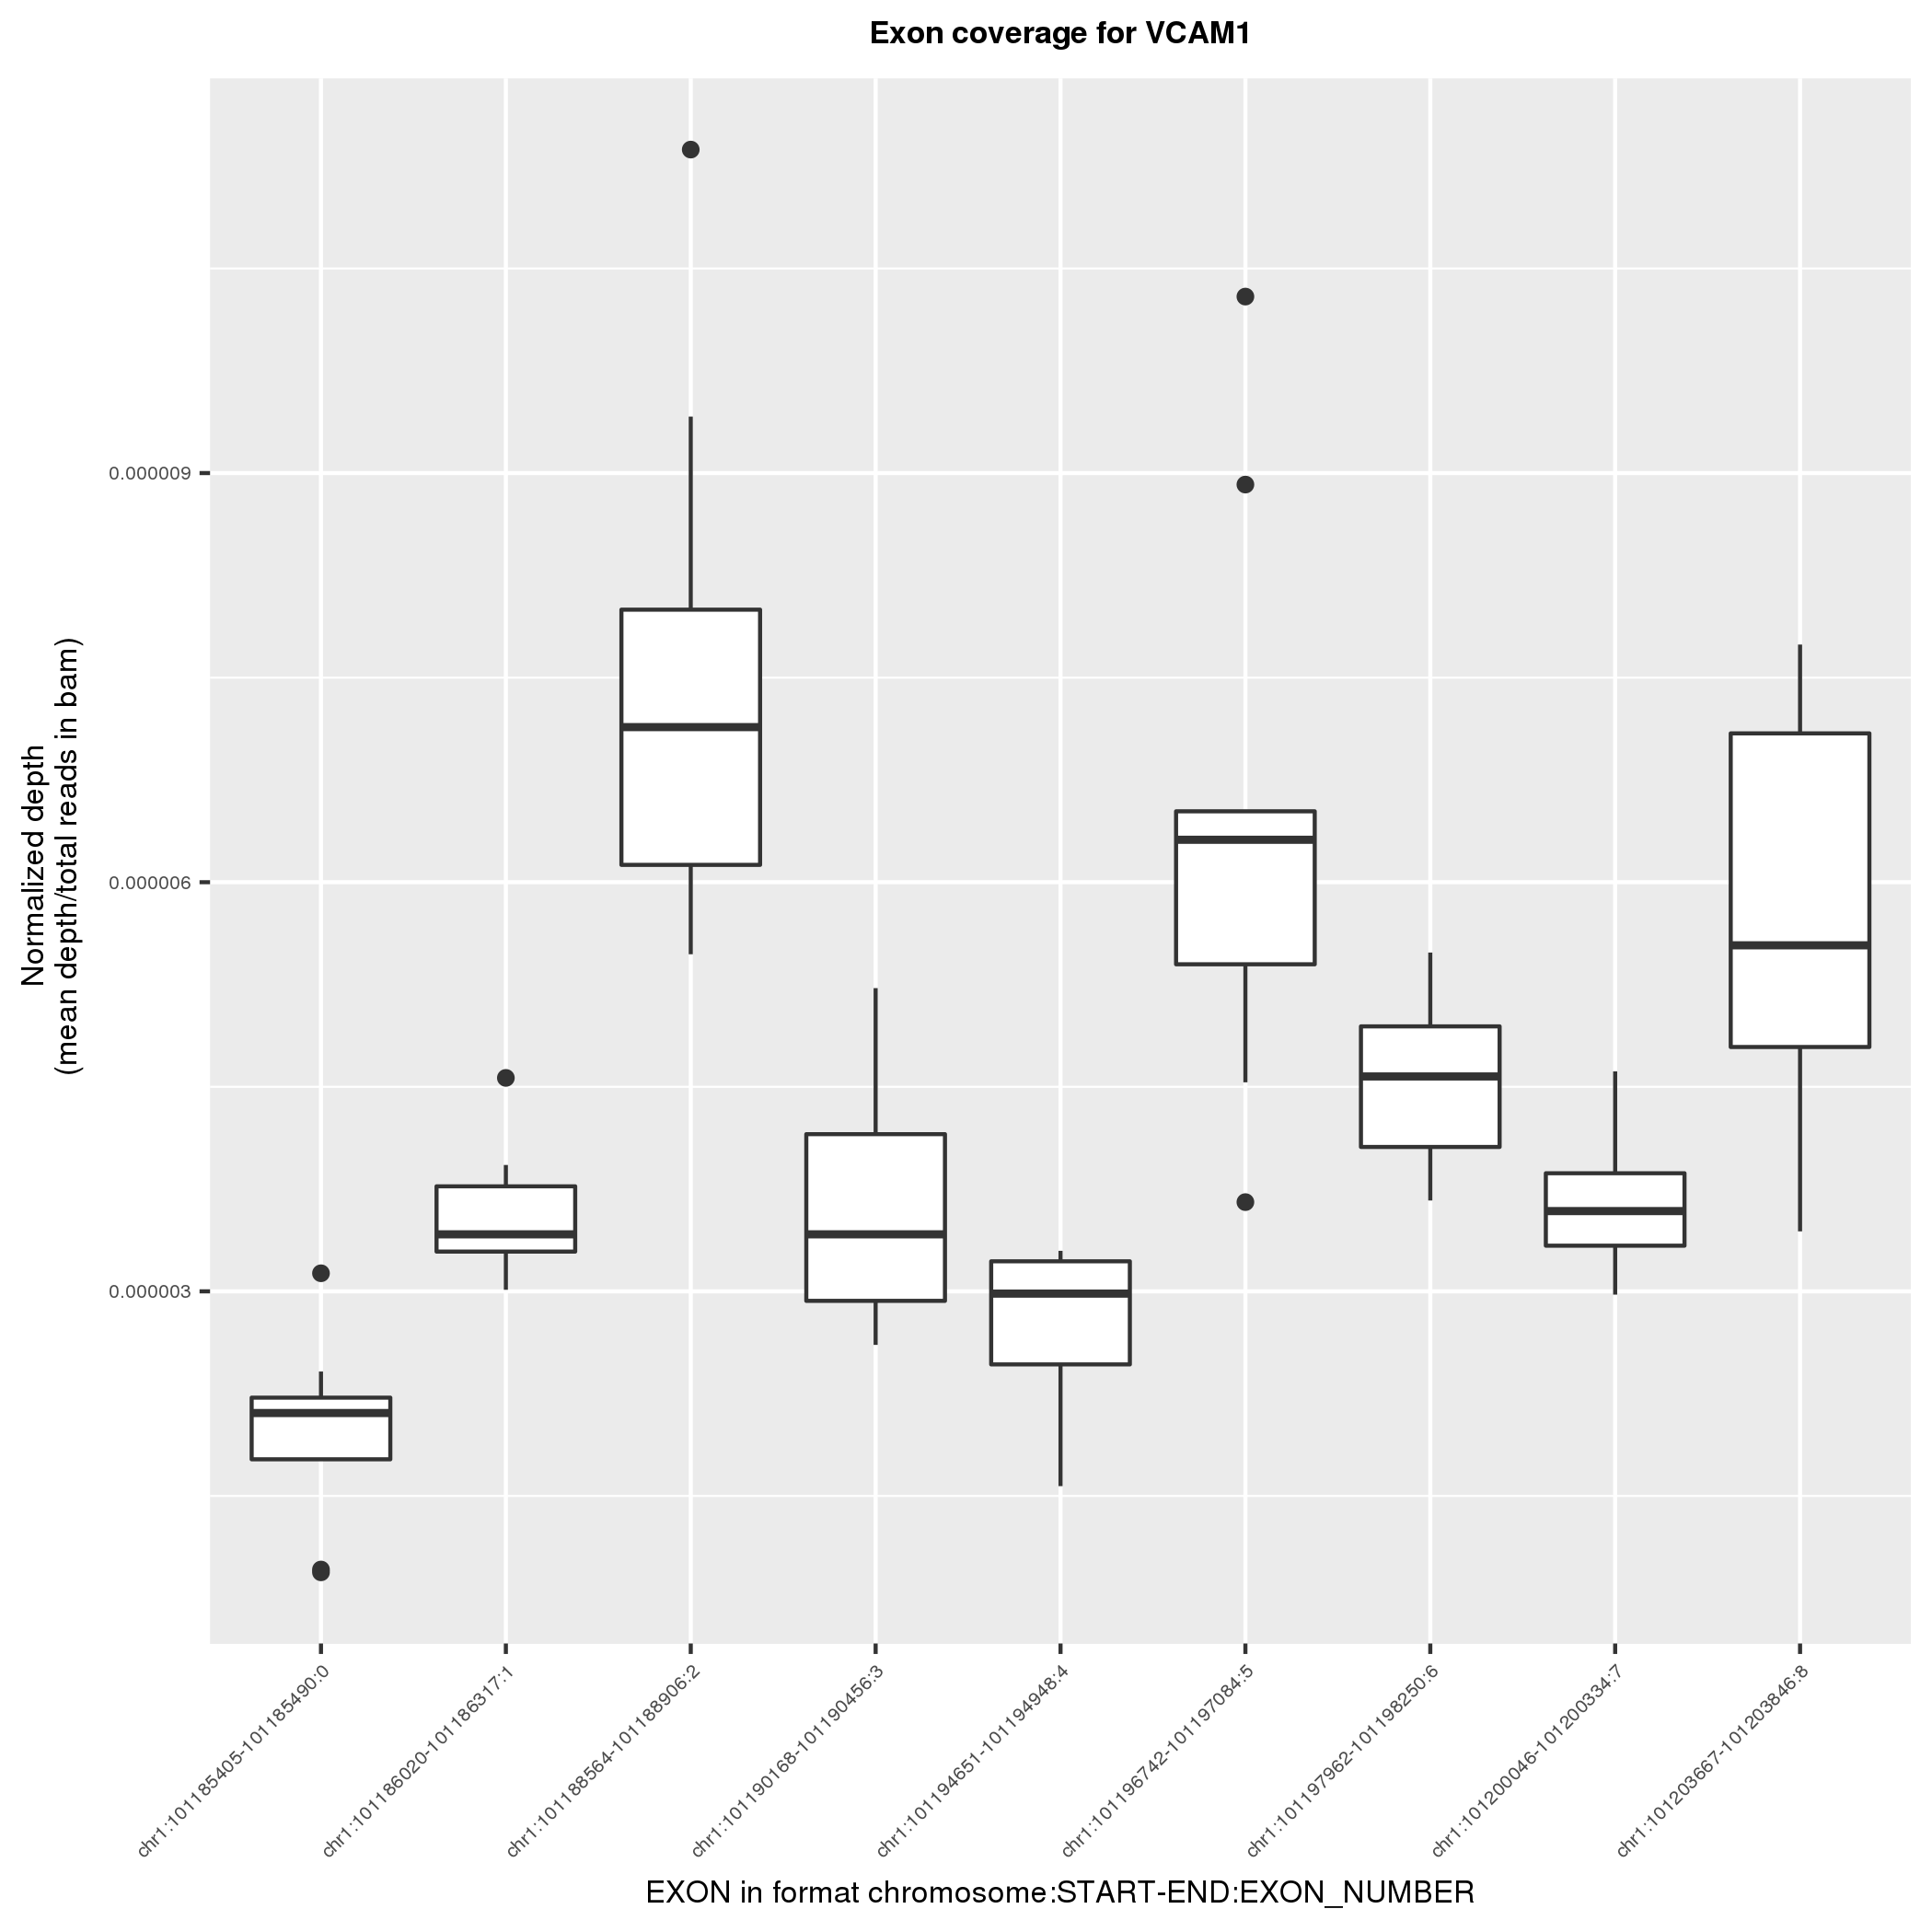 Exon coverage for VCAM1
Normalized depth
(mean depth/total reads in bam)
0.000009
0.000006
0.000003
chr1:101185405-101185490:0
chr1:101186020-101186317:1
chr1:101188564-101188906:2
chr1:101190168-101190456:3
chr1:101194651-101194948:4
chr1:101196742-101197084:5
chr1:101197962-101198250:6
chr1:101200046-101200334:7
chr1:101203667-101203846:8
EXON in format chromosome:START-END:EXON_NUMBER